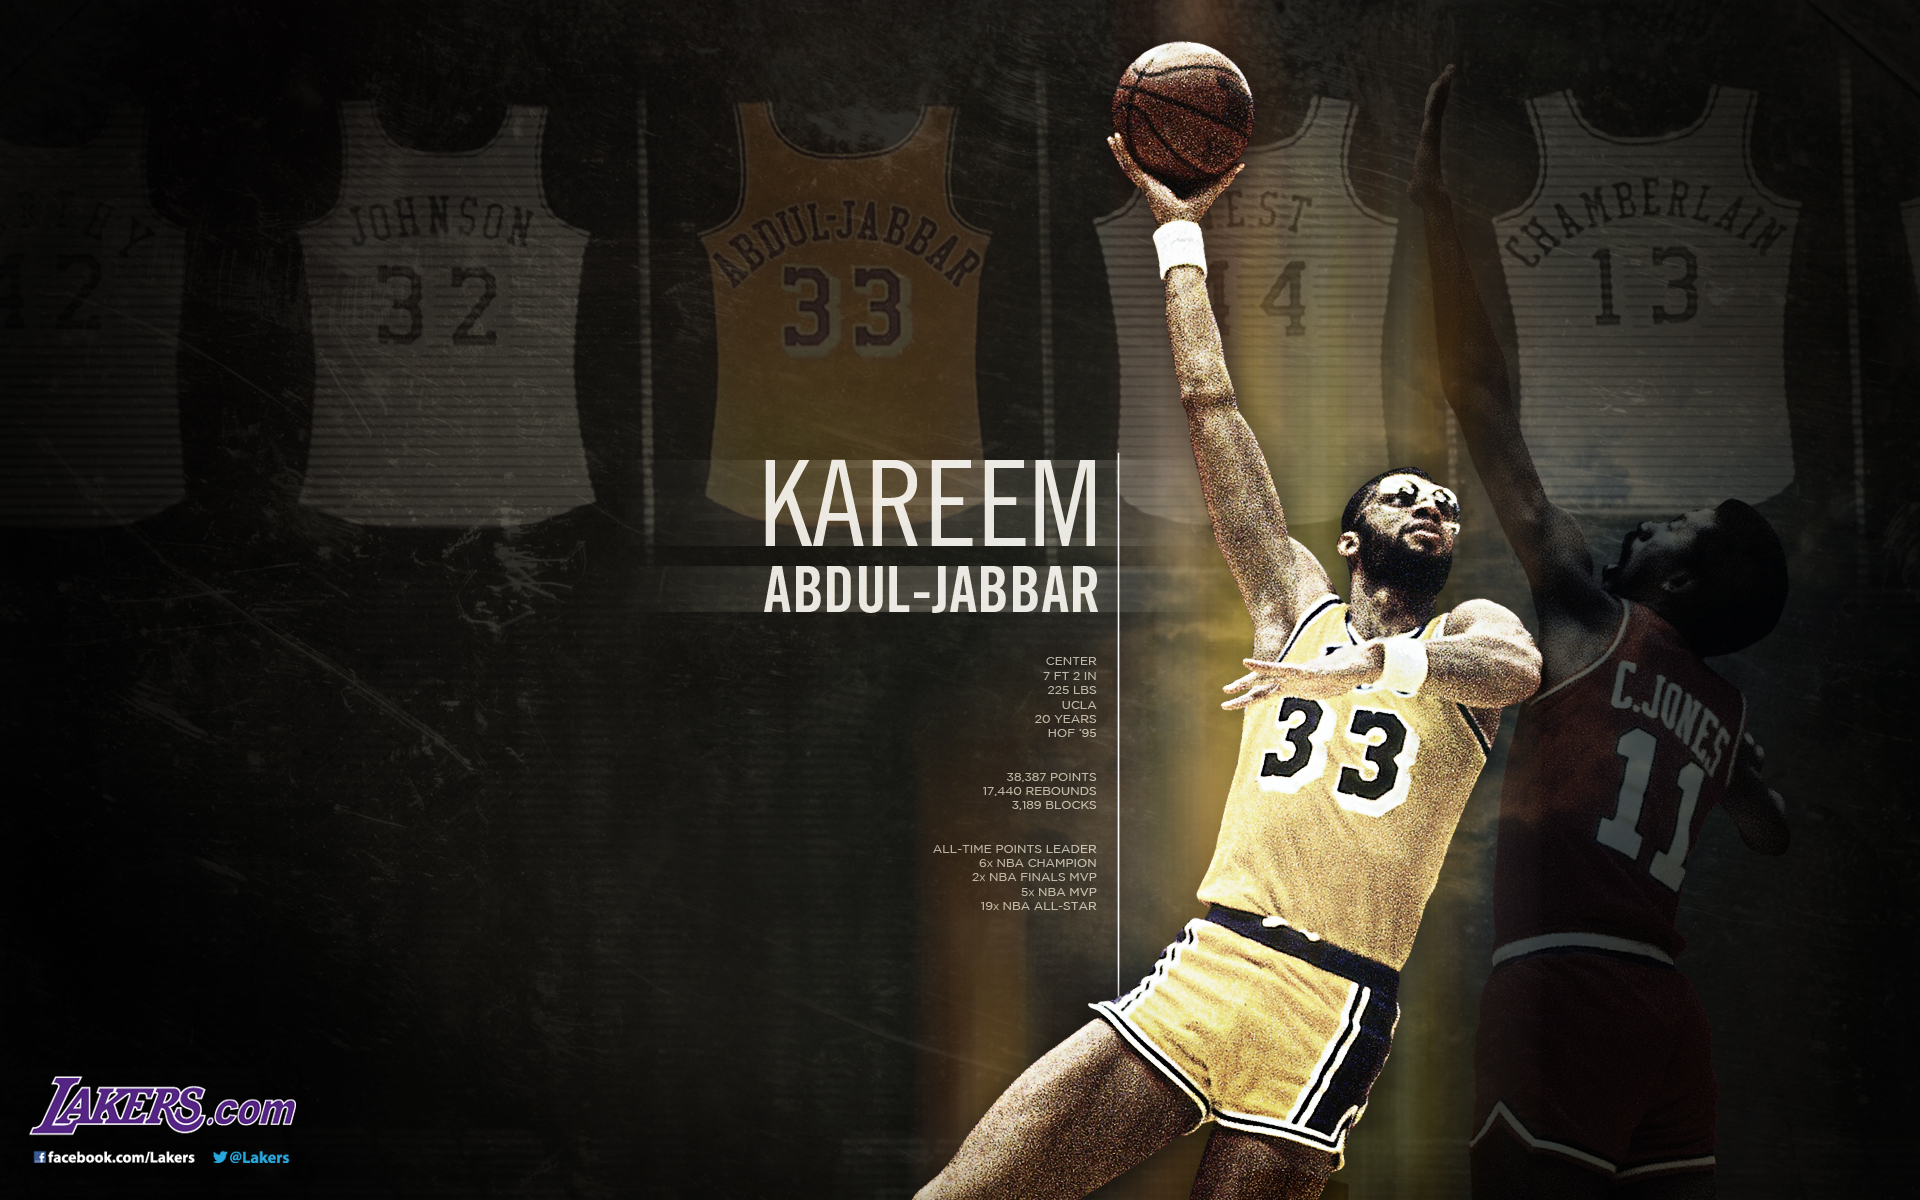 JOHNSON
32
ABDUL-JABBAR
33
44
CHAMBERLAIN
13
KAREEM
ABDUL-JABBAR
CENTER
7 FT 2 IN
225 LBS
UCLA
20 YEARS
HOF '95
38,387 POINTS
17,440 REBOUNDS
3,189 BLOCKS
ALL-TIME POINTS LEADER
6x NBA CHAMPION
2x NBA FINALS MVP
5x NBA MVP
19x NBA ALL-STAR
33
C.JONES
11
LAKERS.com
facebook.com/Lakers
@Lakers